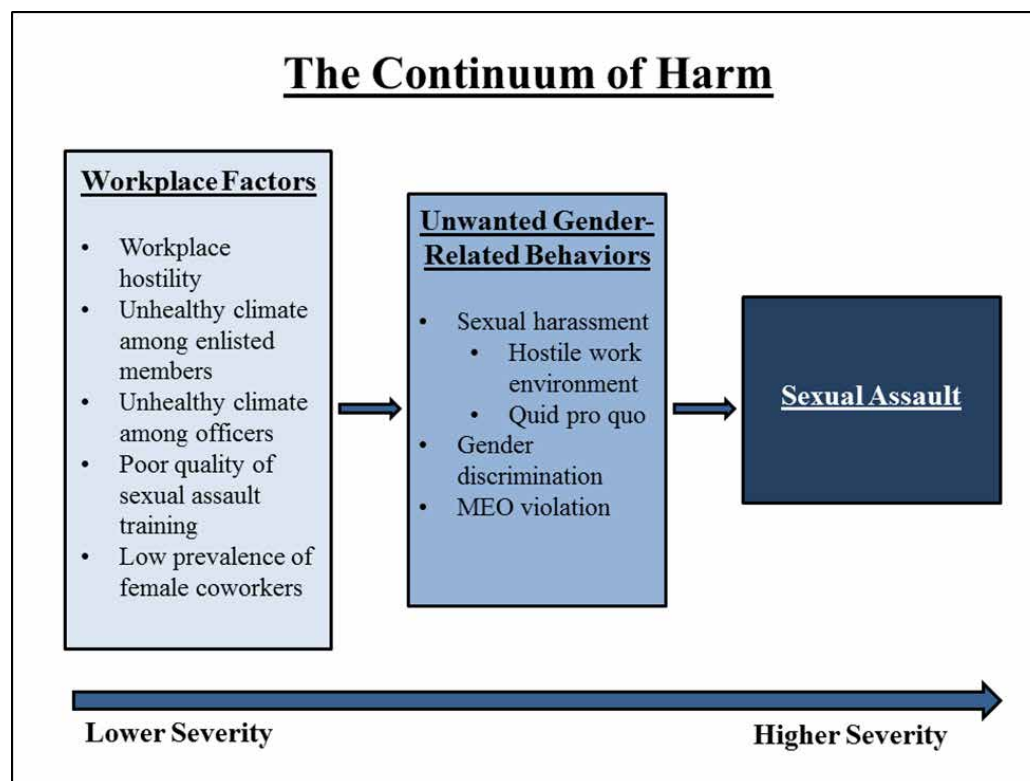 The Continuum of Harm
Workplace Factors
• Workplace
hostility
• Unhealthy climate
among enlisted
members
• Unhealthy climate
among officers
• Poor quality of
sexual assault
training
• Low prevalence of
female coworkers
Unwanted Gender-
Related Behaviors
• Sexual harassment
• Hostile work
environment
• Quid pro quo
• Gender
discrimination
• MEO violation
Sexual Assault
Lower Severity
Higher Severity